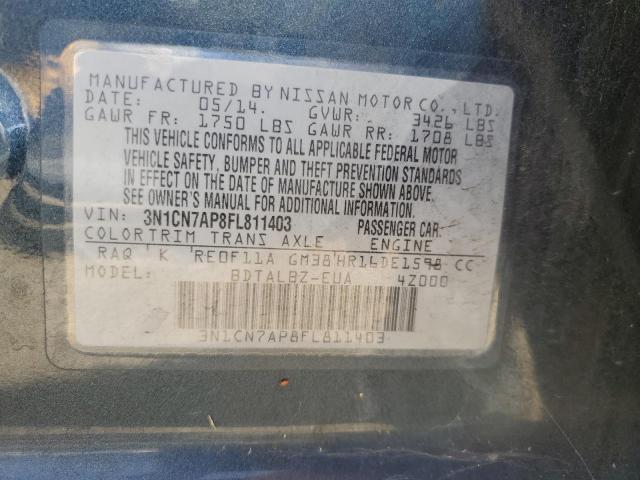 MANUFACTURED BY NISSAN MOTOR CO., LTD.
DATE: 05/14. GVWR: 3426 LBS
GAWR FR: 1750 LBS GAWR RR: 1708 LBS
THIS VEHICLE CONFORMS TO ALL APPLICABLE FEDERAL MOTOR
VEHICLE SAFETY, BUMPER AND THEFT PREVENTION STANDARDS
IN EFFECT ON THE DATE OF MANUFACTURE SHOWN ABOVE.
SEE OWNER'S MANUAL FOR ADDITIONAL INFORMATION.
VIN: 3N1CN7AP8FL811403 PASSENGER CAR
COLOR TRIM TRANS AXLE ENGINE
RAQ 'K 'RE0F11A GM38'HR16DE1598 CC
MODEL: BDTALBZ-EUA 4Z000
3N1CN7AP8FL811403